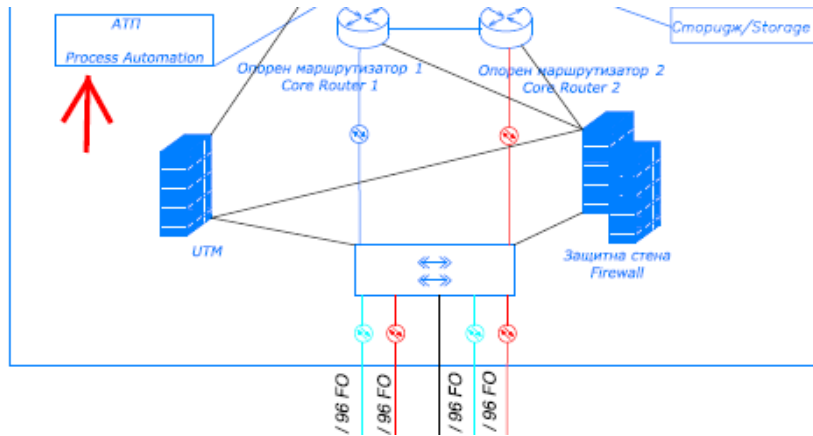 АТП
Process Automation
Сторидж/Storage
Опорен маршрутизатор 1
Core Router 1
Опорен маршрутизатор 2
Core Router 2
UTM
Защитна стена
Firewall
/ 96 FO
/ 96 FO
/ 96 FO
/ 96 FO